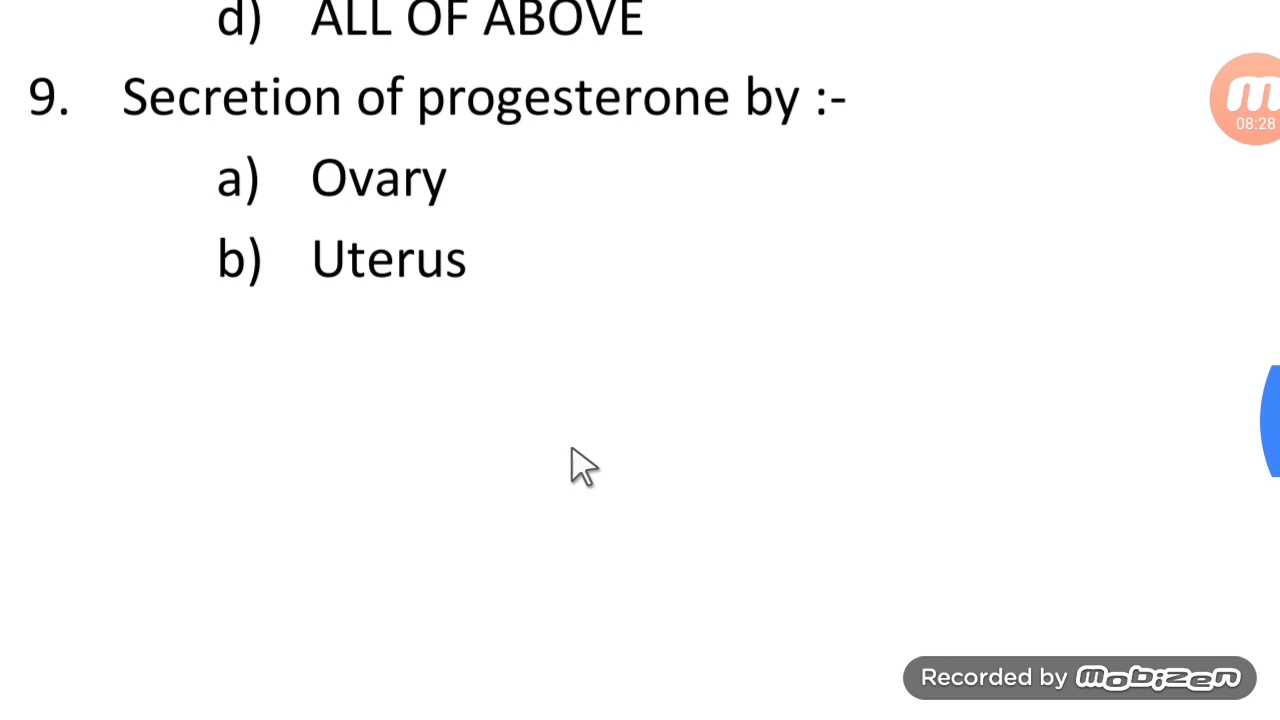 d) ALL OF ABOVE
9. Secretion of progesterone by :-
08:28
a) Ovary
b) Uterus
Recorded by mobizen